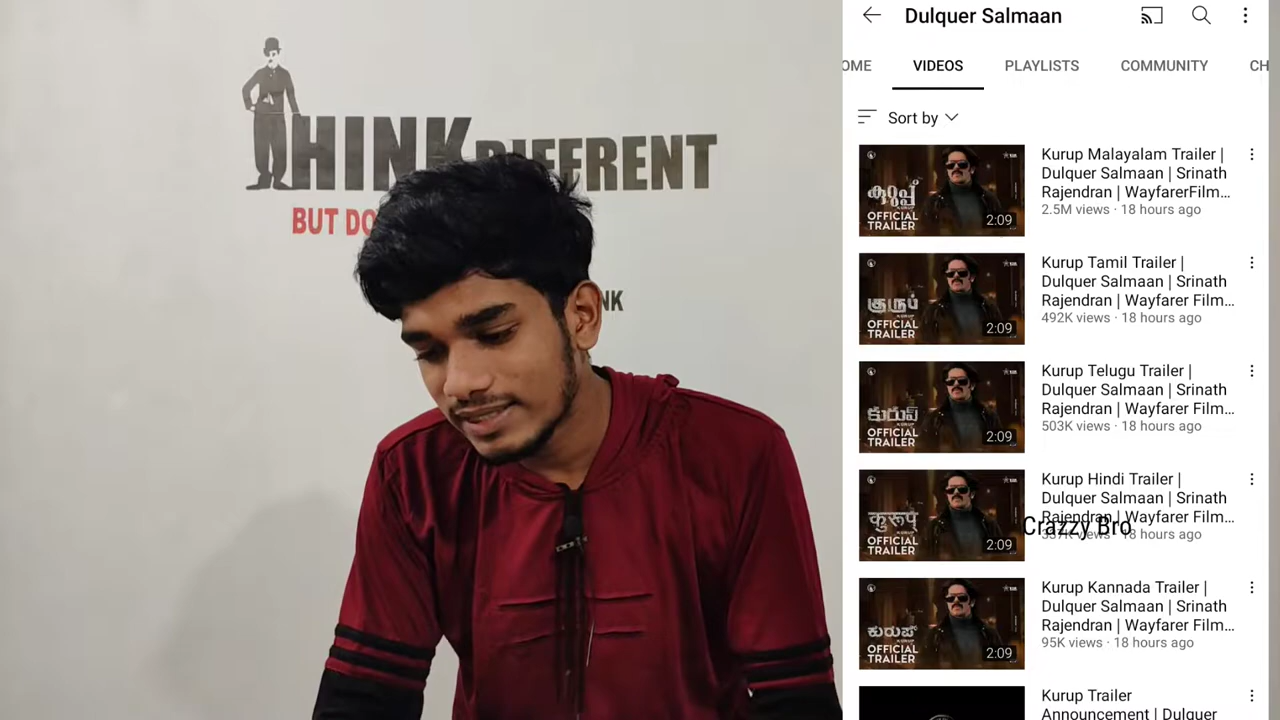 HINK DIFFERENT
BUT DO
NK
Dulquer Salmaan
OME VIDEOS PLAYLISTS COMMUNITY CH
Sort by
കുറുപ്പ്
OFFICIAL
TRAILER
2:09
Kurup Malayalam Trailer |
Dulquer Salmaan | Srinath
Rajendran | WayfarerFilm...
2.5M views · 18 hours ago
குருப்
OFFICIAL
TRAILER
2:09
Kurup Tamil Trailer |
Dulquer Salmaan | Srinath
Rajendran | Wayfarer Film...
492K views · 18 hours ago
OFFICIAL
TRAILER
2:09
Kurup Telugu Trailer |
Dulquer Salmaan | Srinath
Rajendran | Wayfarer Film...
503K views · 18 hours ago
कुरूप
OFFICIAL
TRAILER
2:09
Kurup Hindi Trailer |
Dulquer Salmaan | Srinath
Rajendran | Wayfarer Film...
views · 18 hours ago
Crazzy Bro
ಕುರುಪ್
OFFICIAL
TRAILER
2:09
Kurup Kannada Trailer |
Dulquer Salmaan | Srinath
Rajendran | Wayfarer Film...
95K views · 18 hours ago
Kurup Trailer
Announcement | Dulquer